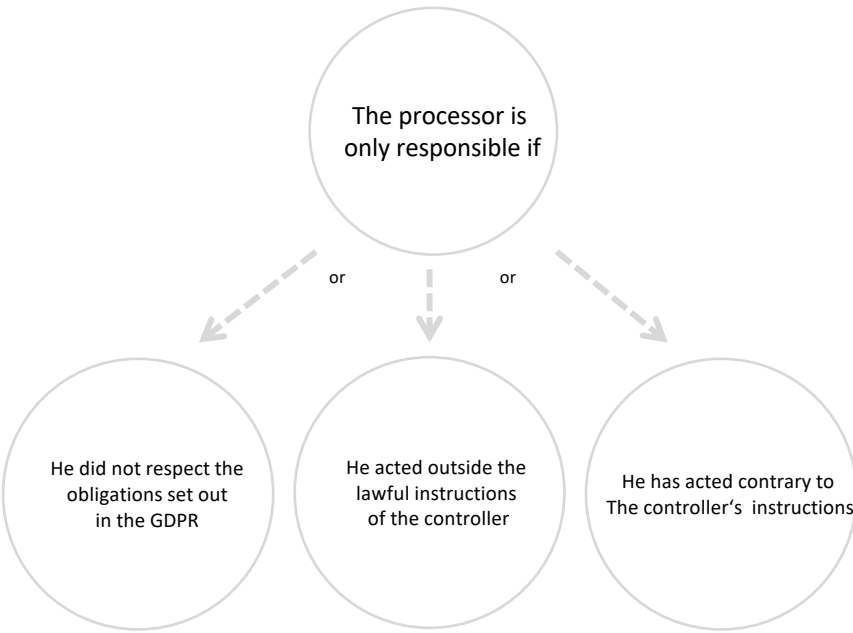 The processor is
only responsible if
or
or
He did not respect the
obligations set out
in the GDPR
He acted outside the
lawful instructions
of the controller
He has acted contrary to
The controller‘s instructions